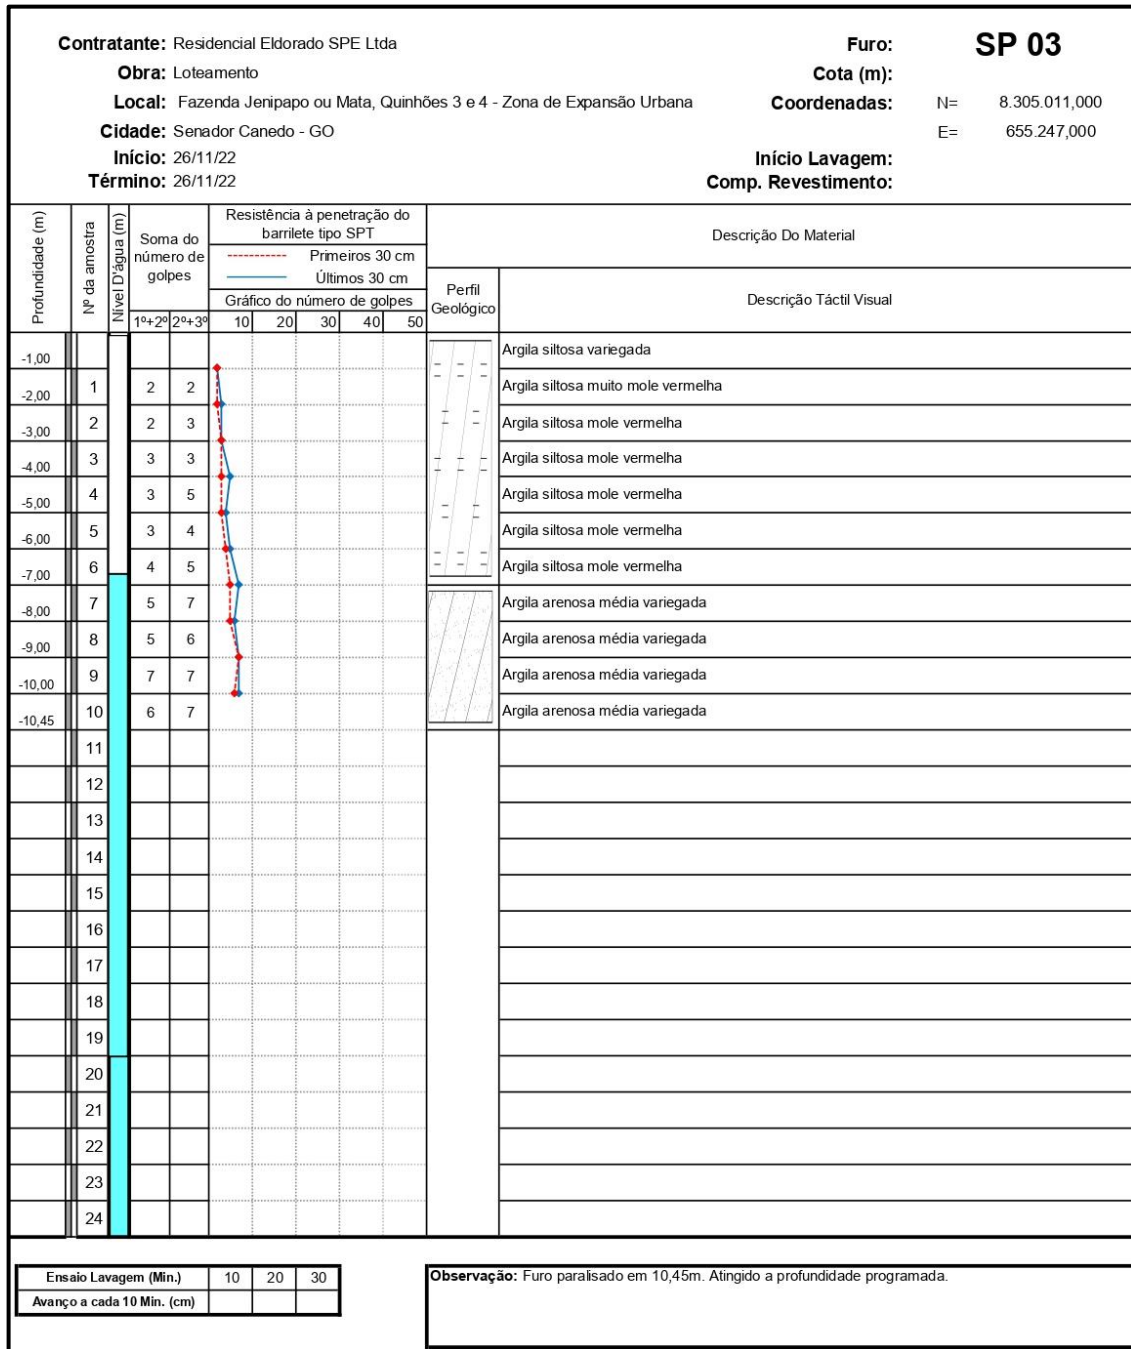 Contratante: Residencial Eldorado SPE Ltda
Furo: SP 03
Obra: Loteamento
Cota (m):
Local: Fazenda Jenipapo ou Mata, Quinhões 3 e 4 - Zona de Expansão Urbana
Coordenadas: N= 8.305.011,000
Cidade: Senador Canedo - GO
E= 655.247,000
Início: 26/11/22
Início Lavagem:
Término: 26/11/22
Comp. Revestimento:
Profundidade (m)
Nº da amostra
Nível D'água (m)
Soma do
número de
golpes
1º+2º 2º+3º
Resistência à penetração do
barrilete tipo SPT
Primeiros 30 cm
Últimos 30 cm
Gráfico do número de golpes
10 20 30 40 50
Descrição Do Material
Perfil
Geológico
Descrição Táctil Visual
-1,00 Argila siltosa variegada
-2,00 1 2 2 Argila siltosa muito mole vermelha
-3,00 2 2 3 Argila siltosa mole vermelha
-4,00 3 3 3 Argila siltosa mole vermelha
-5,00 4 3 5 Argila siltosa mole vermelha
-6,00 5 3 4 Argila siltosa mole vermelha
-7,00 6 4 5 Argila siltosa mole vermelha
-8,00 7 5 7 Argila arenosa média variegada
-9,00 8 5 6 Argila arenosa média variegada
-10,00 9 7 7 Argila arenosa média variegada
-10,45 10 6 7 Argila arenosa média variegada
11
12
13
14
15
16
17
18
19
20
21
22
23
24
Ensaio Lavagem (Min.) 10 20 30
Avanço a cada 10 Min. (cm)
Observação: Furo paralisado em 10,45m. Atingido a profundidade programada.